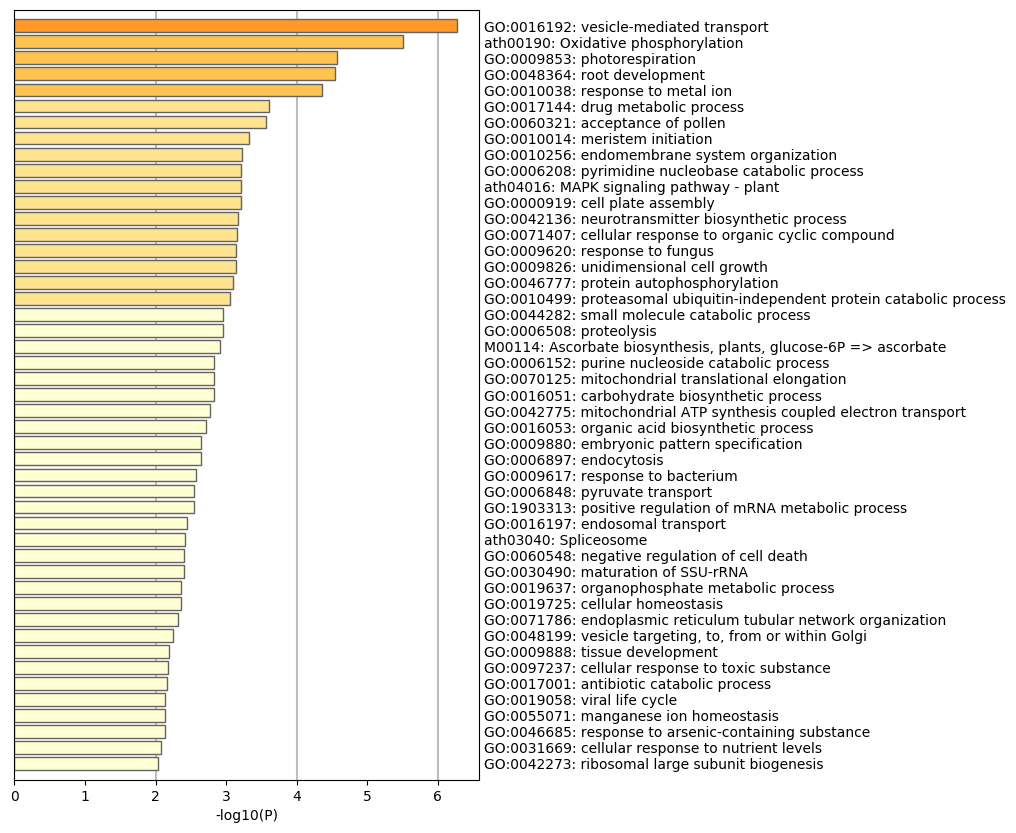 GO:0016192: vesicle-mediated transport
ath00190: Oxidative phosphorylation
GO:0009853: photorespiration
GO:0048364: root development
GO:0010038: response to metal ion
GO:0017144: drug metabolic process
GO:0060321: acceptance of pollen
GO:0010014: meristem initiation
GO:0010256: endomembrane system organization
GO:0006208: pyrimidine nucleobase catabolic process
ath04016: MAPK signaling pathway - plant
GO:0000919: cell plate assembly
GO:0042136: neurotransmitter biosynthetic process
GO:0071407: cellular response to organic cyclic compound
GO:0009620: response to fungus
GO:0009826: unidimensional cell growth
GO:0046777: protein autophosphorylation
GO:0010499: proteasomal ubiquitin-independent protein catabolic process
GO:0044282: small molecule catabolic process
GO:0006508: proteolysis
M00114: Ascorbate biosynthesis, plants, glucose-6P => ascorbate
GO:0006152: purine nucleoside catabolic process
GO:0070125: mitochondrial translational elongation
GO:0016051: carbohydrate biosynthetic process
GO:0042775: mitochondrial ATP synthesis coupled electron transport
GO:0016053: organic acid biosynthetic process
GO:0009880: embryonic pattern specification
GO:0006897: endocytosis
GO:0009617: response to bacterium
GO:0006848: pyruvate transport
GO:1903313: positive regulation of mRNA metabolic process
GO:0016197: endosomal transport
ath03040: Spliceosome
GO:0060548: negative regulation of cell death
GO:0030490: maturation of SSU-rRNA
GO:0019637: organophosphate metabolic process
GO:0019725: cellular homeostasis
GO:0071786: endoplasmic reticulum tubular network organization
GO:0048199: vesicle targeting, to, from or within Golgi
GO:0009888: tissue development
GO:0097237: cellular response to toxic substance
GO:0017001: antibiotic catabolic process
GO:0019058: viral life cycle
GO:0055071: manganese ion homeostasis
GO:0046685: response to arsenic-containing substance
GO:0031669: cellular response to nutrient levels
GO:0042273: ribosomal large subunit biogenesis
0 1 2 3 4 5 6
-log10(P)